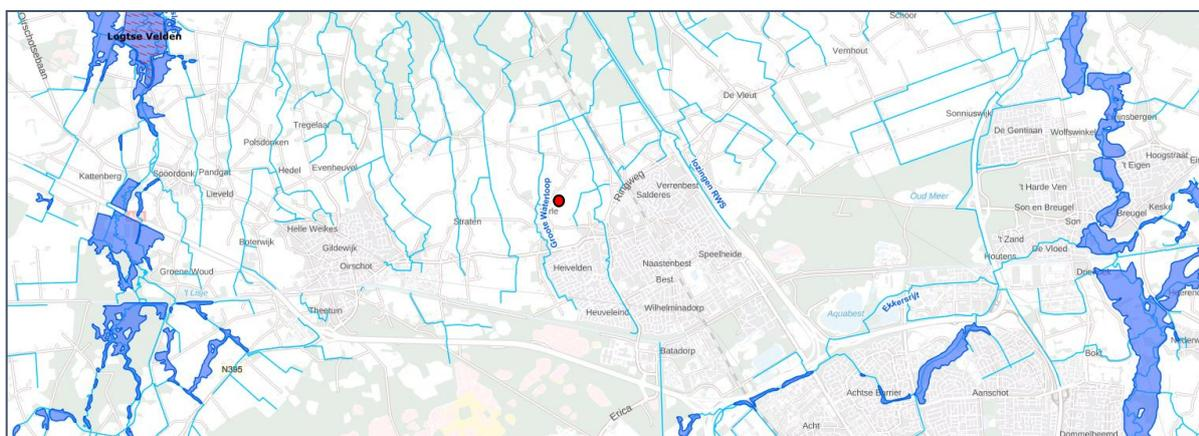 Oirschotsebaan
Logtse Velden
Schoor
Vernhout
De Vleut
Sonniuswijk
De Gentiaan
Wolfswinkel
Tregelaar
Polsdonken
Hedel
Evenheuvel
Kattenberg
Spoordonk
Pandgat
Lieveld
Hoogstraat
't Eigen
't Harde Ven
Son en Breugel
Son
Breugel
Keske
Oud Meer
lozingen RWS
Ringweg
Verrenbest
Salderes
Groote Waterloop
Straten
Helle Weikes
Gildewijk
Oirschot
Boterwijk
't Zand
De Vloed
Houtens
Groene Woud
Heivelden
Naastenbest
Best
Speelheide
't Lisje
Theetuin
Heuveleind
Wilhelminadorp
Aquabest
Ekkersrijt
Batadorp
Bokt
N395
Achtse Barrier
Aanschot
Erica
Acht